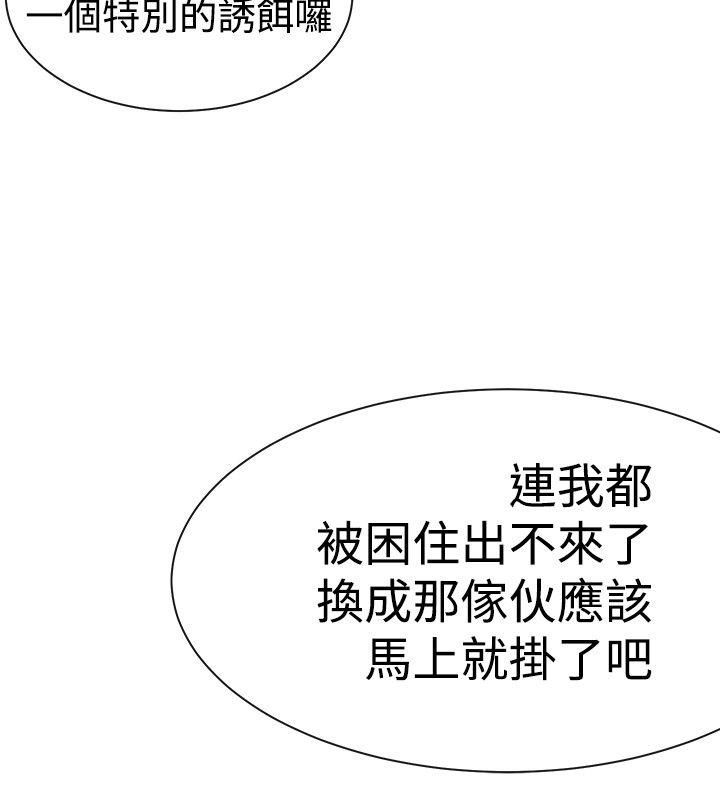 一個特別的誘餌囉
連我都
被困住出不來了
換成那傢伙應該
馬上就掛了吧